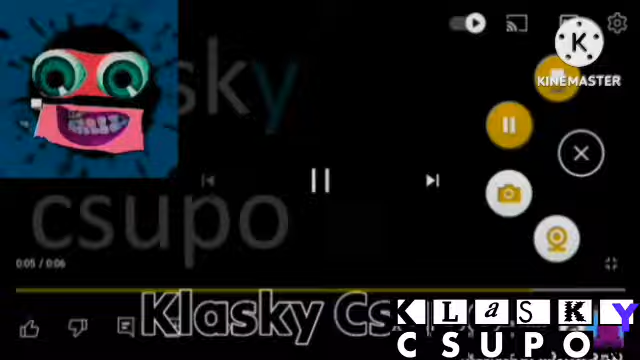 K
KINEMASTER
sky
csupo
0:05 / 0:06
Klasky Cs
KLaSKY
CSUPO